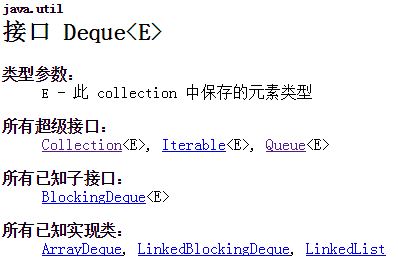 java.util
接口 Deque<E>
类型参数：
E - 此 collection 中保存的元素类型
所有超级接口：
Collection<E>, Iterable<E>, Queue<E>
所有已知子接口：
BlockingDeque<E>
所有已知实现类：
ArrayDeque, LinkedBlockingDeque, LinkedList